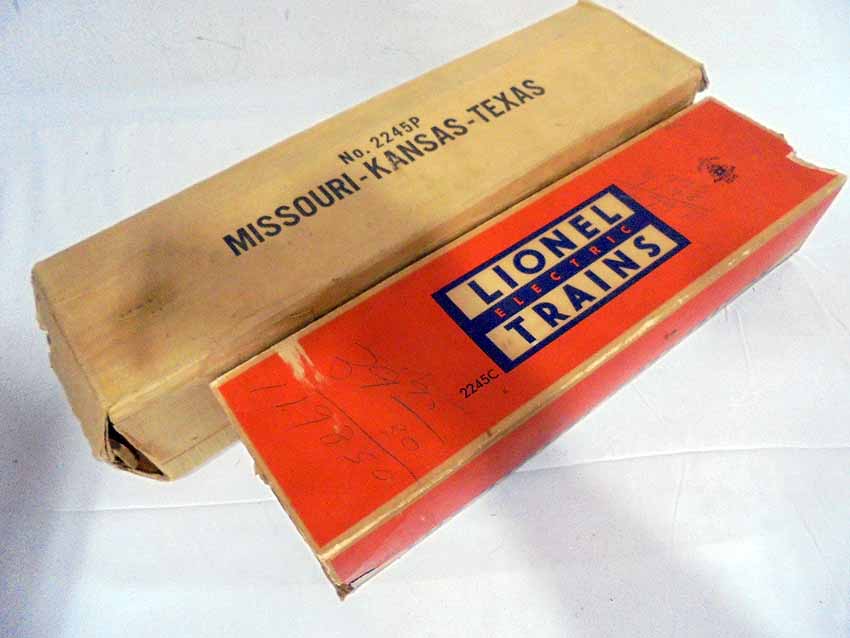 No. 2245P
MISSOURI-KANSAS-TEXAS
LIONEL
ELECTRIC
TRAINS
2245C